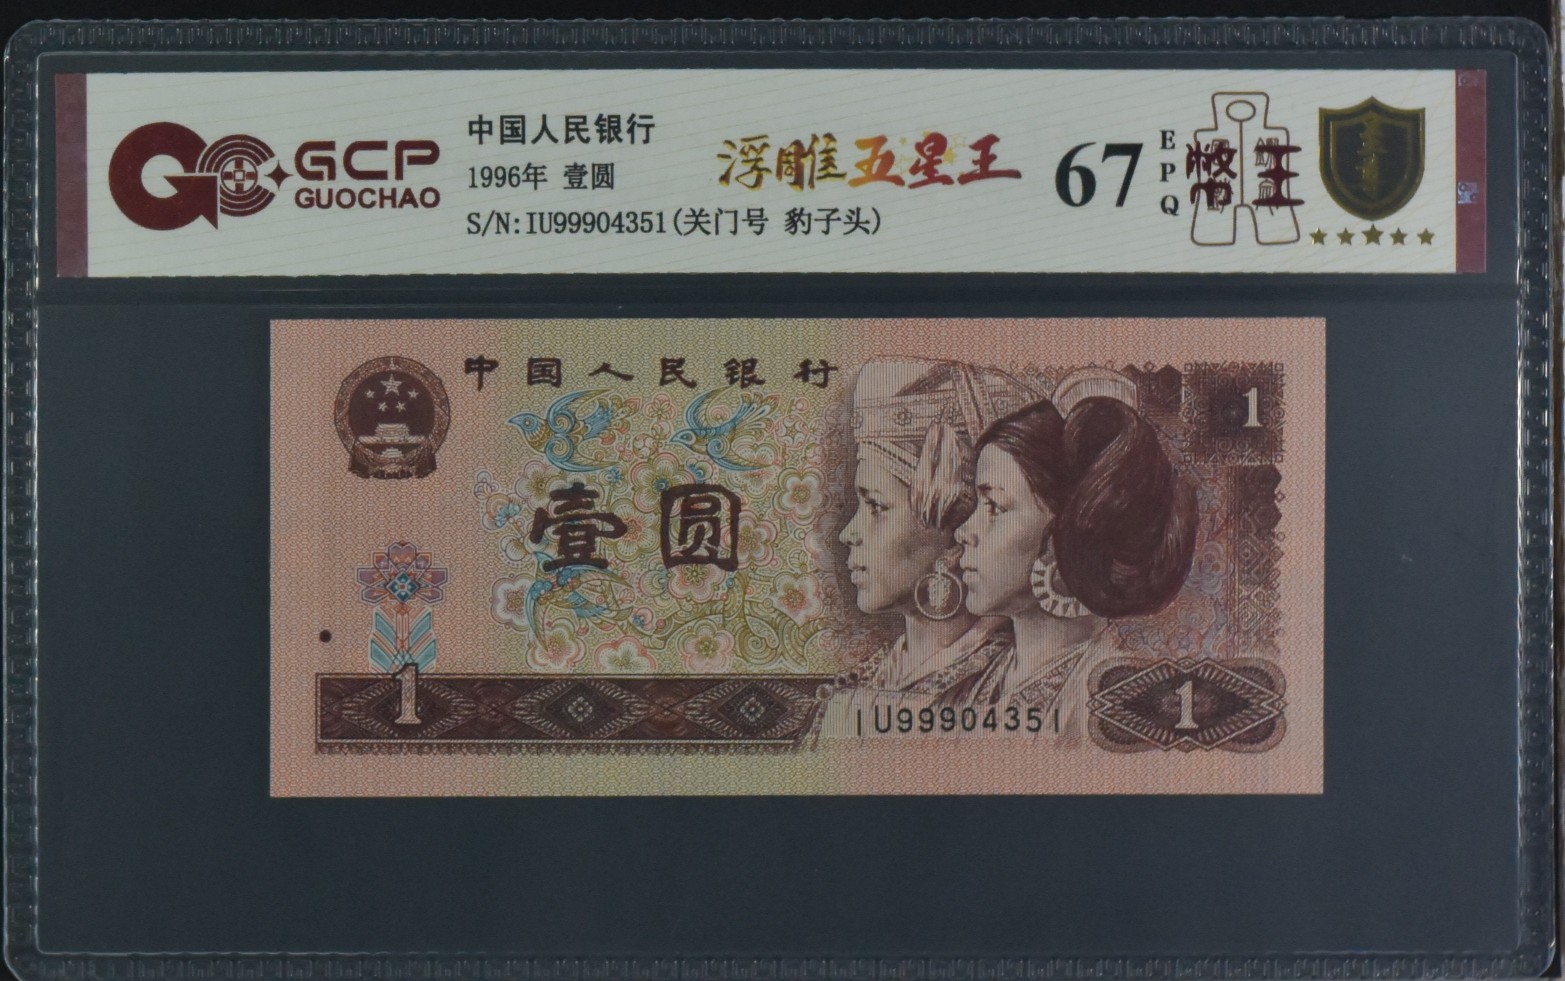 GCP
GUOCHAO
中国人民银行
1996年 壹圆
S/N:IU99904351(关门号 豹子头)
浮雕五星王
67
EPQ
中国人民银行
壹圆
1
1
IU99904351
1